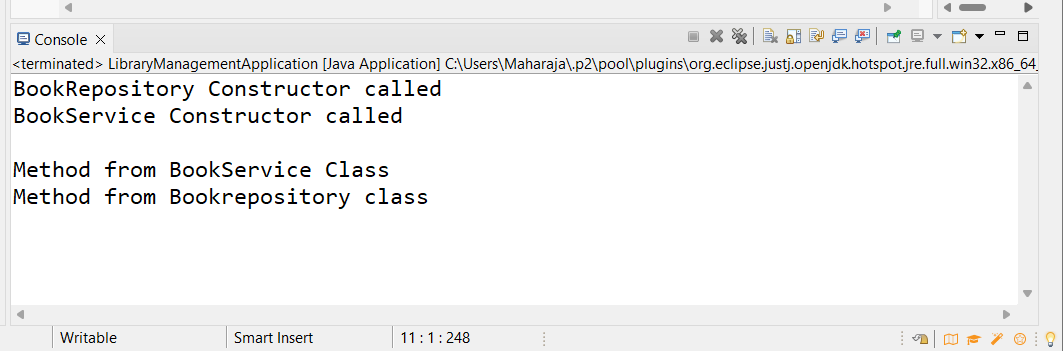 Console
<terminated> LibraryManagementApplication [Java Application] C:\Users\Maharaja\.p2\pool\plugins\org.eclipse.justj.openjdk.hotspot.jre.full.win32.x86_64_
BookRepository Constructor called
BookService Constructor called
Method from BookService Class
Method from Bookrepository class
Writable
Smart Insert
11 : 1 : 248